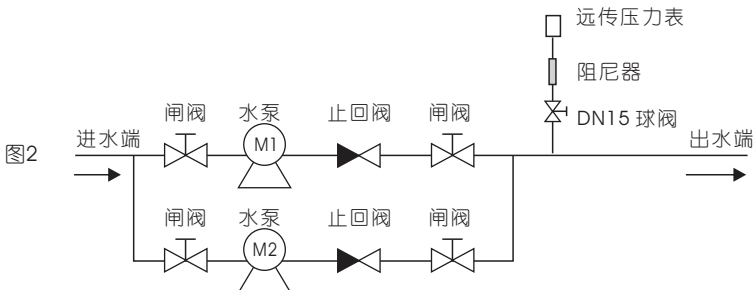 远传压力表
阻尼器
DN15 球阀
闸阀 水泵 止回阀 闸阀
图2 进水端 M1 出水端
闸阀 水泵 止回阀 闸阀
M2